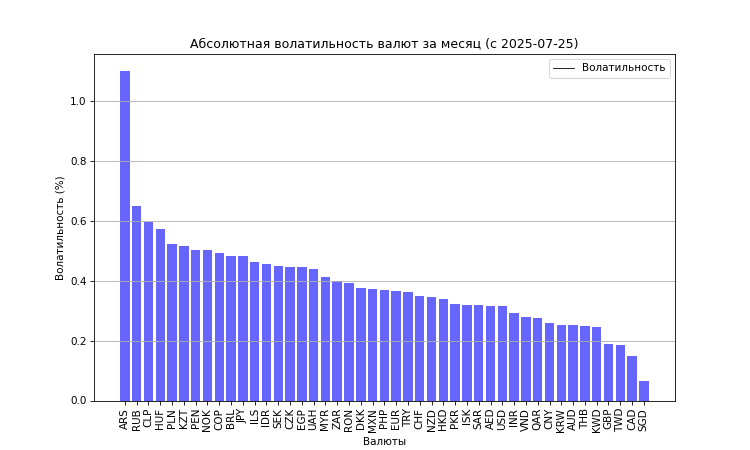 Абсолютная волатильность валют за месяц (с 2025-07-25)
Волатильность
Волатильность (%)
1.0
0.8
0.6
0.4
0.2
0.0
ARS RUB CLP HUF PLN KZT PEN NOK COP BRL JPY ILS IDR SEK CZK EGP UAH MYR ZAR RON DKK MXN PHP EUR TRY CHF NZD HKD PKR ISK SAR AED USD INR VND QAR CNY KRW AUD THB KWD GBP TWD CAD SGD
Валюты